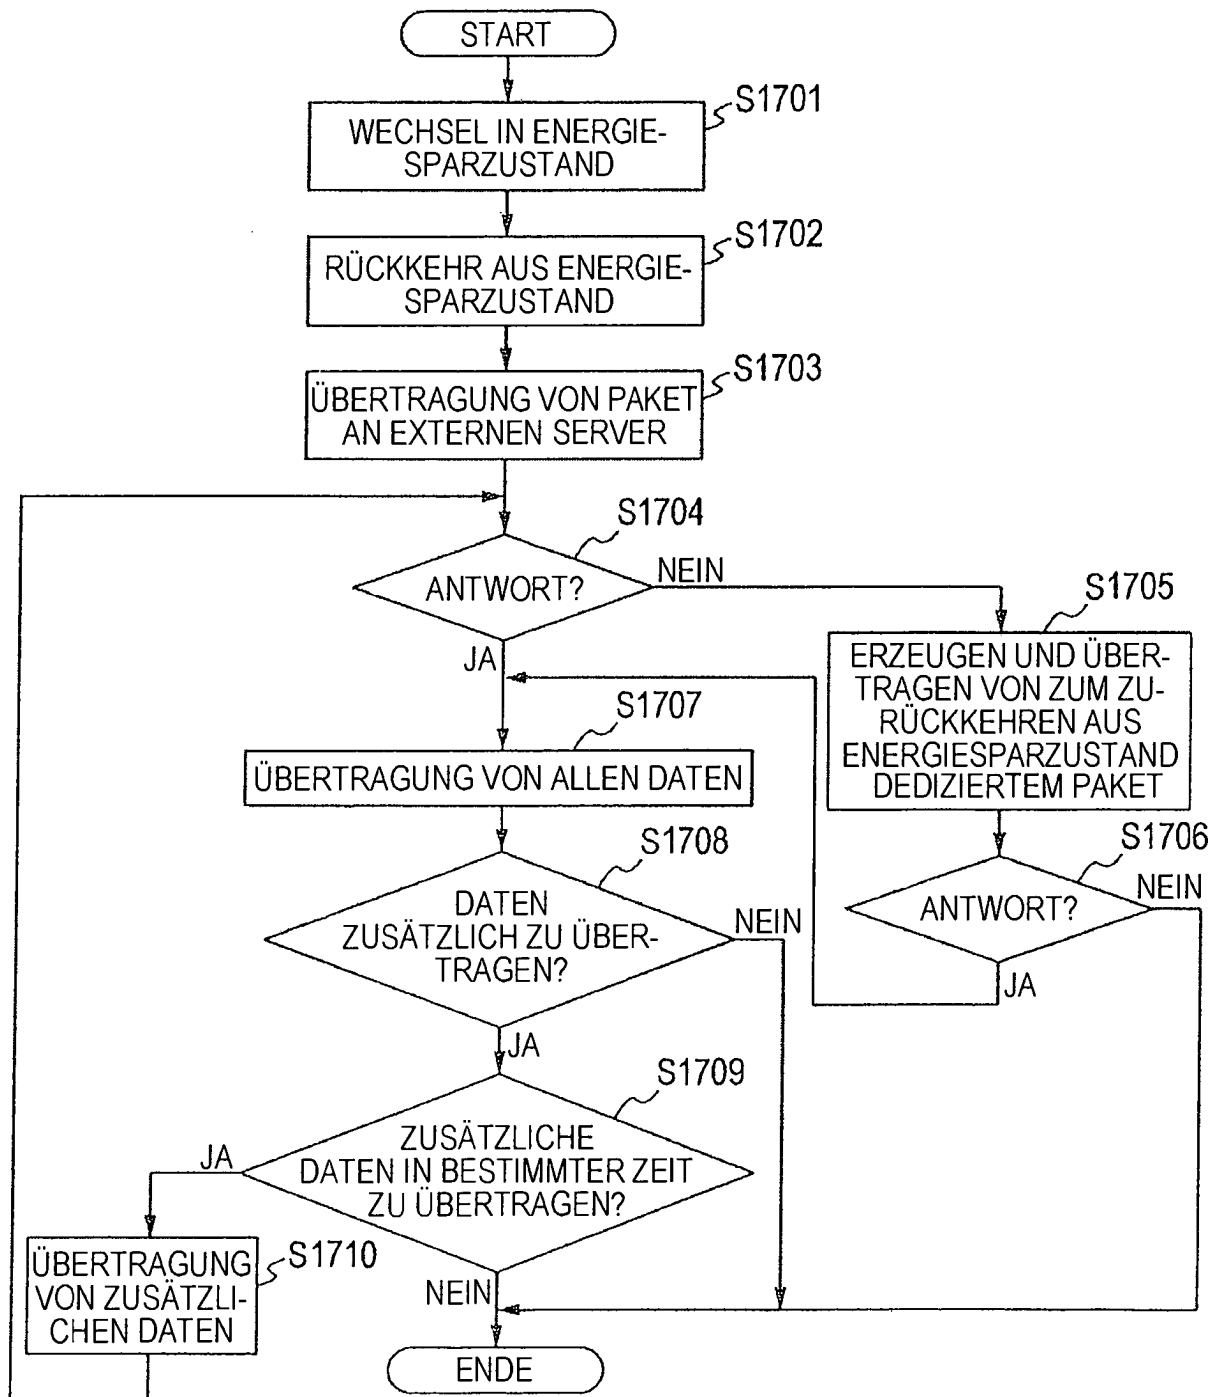 START
S1701
WECHSEL IN ENERGIE-
SPARZUSTAND
S1702
RÜCKKEHR AUS ENERGIE-
SPARZUSTAND
S1703
ÜBERTRAGUNG VON PAKET
AN EXTERNEN SERVER
S1704
ANTWORT?
NEIN
JA
S1705
ERZEUGEN UND ÜBER-
TRAGEN VON ZUM ZU-
RÜCKKEHREN AUS
ENERGIESPARZUSTAND
DEDIZIERTEM PAKET
S1706
ANTWORT?
NEIN
JA
S1707
ÜBERTRAGUNG VON ALLEN DATEN
S1708
DATEN
ZUSÄTZLICH ZU ÜBER-
TRAGEN?
NEIN
JA
S1709
ZUSÄTZLICHE
DATEN IN BESTIMMTER ZEIT
ZU ÜBERTRAGEN?
JA
NEIN
S1710
ÜBERTRAGUNG
VON ZUSÄTZLI-
CHEN DATEN
ENDE